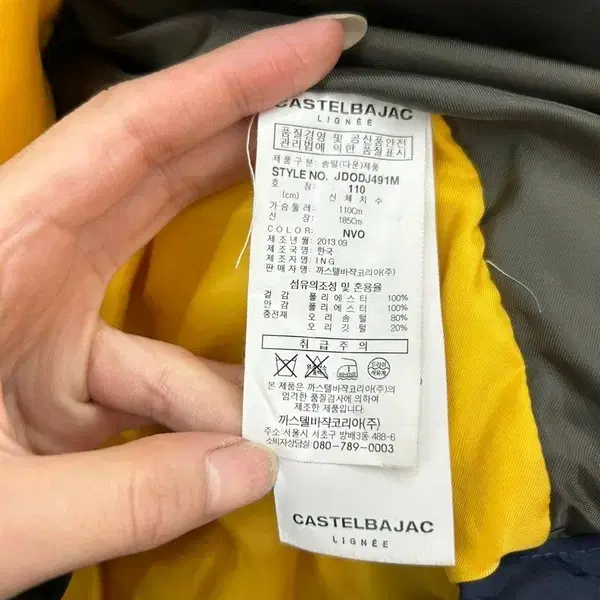 CASTELBAJAC
LIGNÉE
품질경영 및 공산품안전
관리법에 의한 품질표시
제품구분: 솜털(다운)제품
STYLE NO. JDODJ491M
호 칭: 110
(cm) 신 체 치 수
가 슴 둘 레: 110Cm
신 장: 185Cm
C O L O R: NVO
제 조 년 월: 2013.09
제 조 국 명: 한국
제 조 자 명: I N G
판 매 자 명: 까스텔바쟉코리아(주)
섬유의조성 및 혼용율
겉 감 폴 리 에 스 터 100%
안 감 폴 리 에 스 터 100%
충전재 오 리 솜 털 80%
오 리 깃 털 20%
취 급 주 의
드라이
본 제품은 까스텔바쟉코리아(주)의
엄격한 품질검사에 의하여
제조한 제품입니다.
까스텔바쟉코리아(주)
주소:서울시 서초구 방배3동 488-6
소비자상담실: 080-789-0003
CASTELBAJAC
LIGNÉE